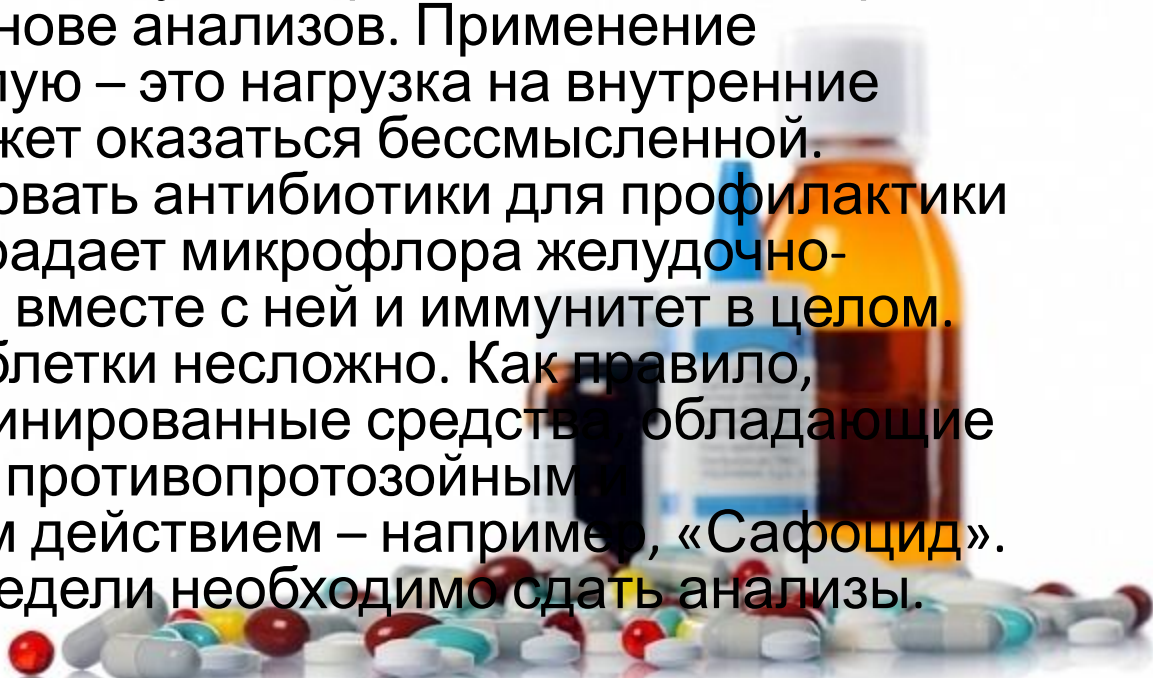 нове анализов. Применение
лую – это нагрузка на внутренние
жет оказаться бессмысленной.
овать антибиотики для профилактики
радает микрофлора желудочно-
вместе с ней и иммунитет в целом.
блетки несложно. Как правило,
инированные средства, обладающие
противопротозойным и
м действием – например, «Сафоцид».
едели необходимо сдать анализы.